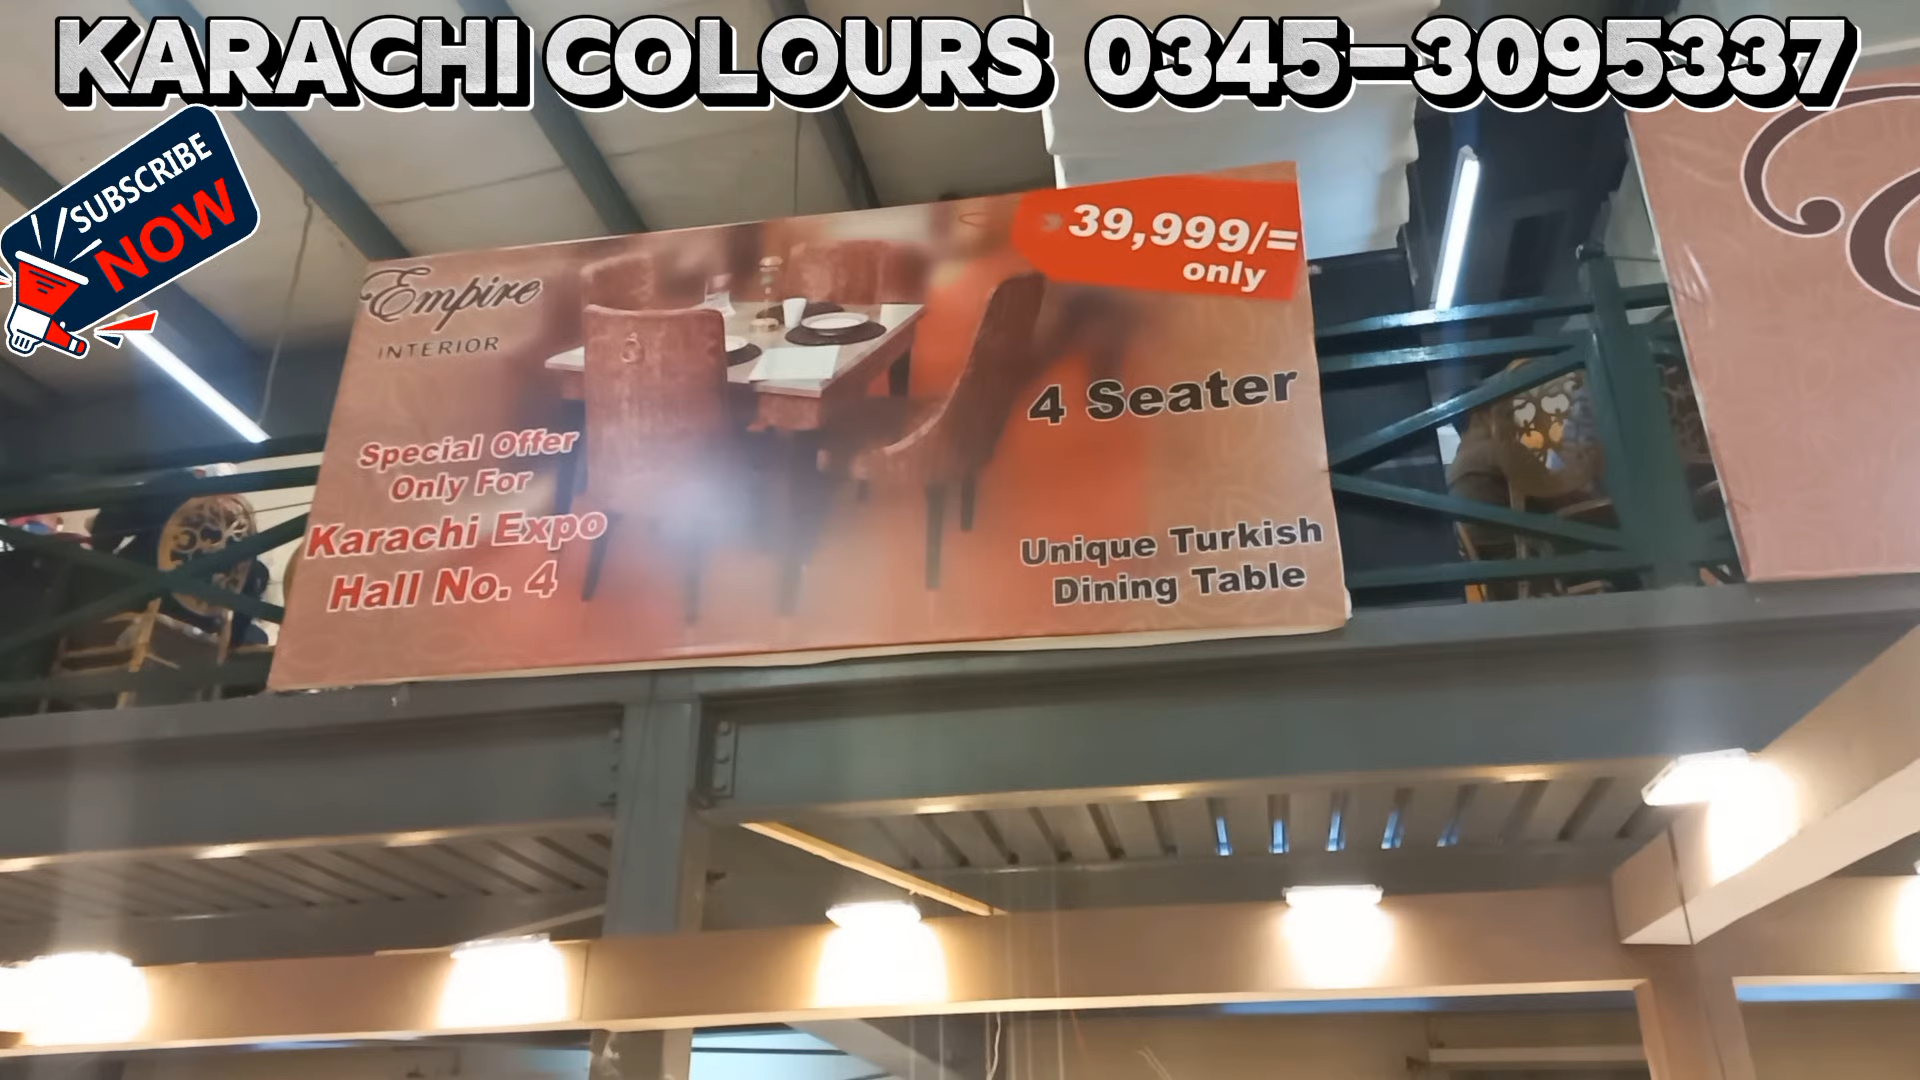 KARACHI COLOURS 0345-3095337
SUBSCRIBE
NOW
39,999/=
only
Empire
INTERIOR
4 Seater
Special Offer
Only For
Karachi Expo
Hall No. 4
Unique Turkish
Dining Table